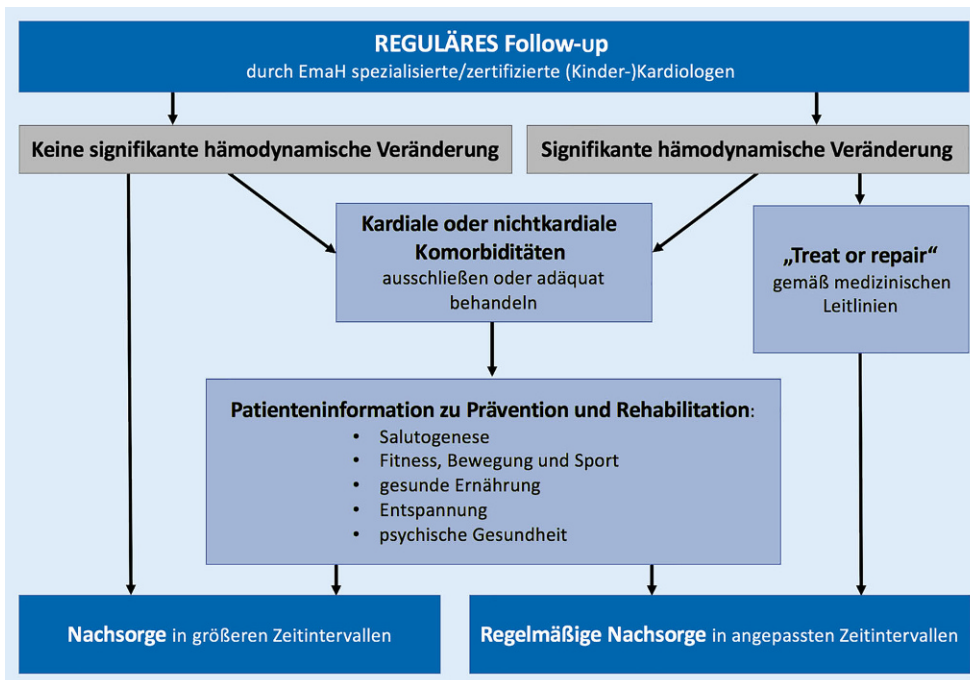 REGULÄRES Follow-up
durch EmaH spezialisierte/zertifizierte (Kinder-)Kardiologen
Keine signifikante hämodynamische Veränderung
Signifikante hämodynamische Veränderung
Kardiale oder nichtkardiale
Komorbiditäten
ausschließen oder adäquat
behandeln
„Treat or repair“
gemäß medizinischen
Leitlinien
Patienteninformation zu Prävention und Rehabilitation:
• Salutogenese
• Fitness, Bewegung und Sport
• gesunde Ernährung
• Entspannung
• psychische Gesundheit
Nachsorge in größeren Zeitintervallen
Regelmäßige Nachsorge in angepassten Zeitintervallen